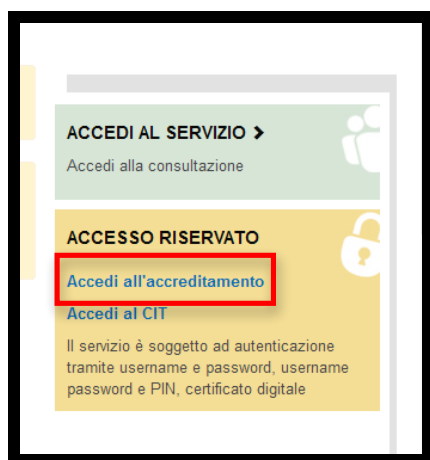 ACCEDI AL SERVIZIO >
Accedi alla consultazione
ACCESSO RISERVATO
Accedi all'accreditamento
Accedi al CIT
Il servizio è soggetto ad autenticazione
tramite username e password, username
password e PIN, certificato digitale